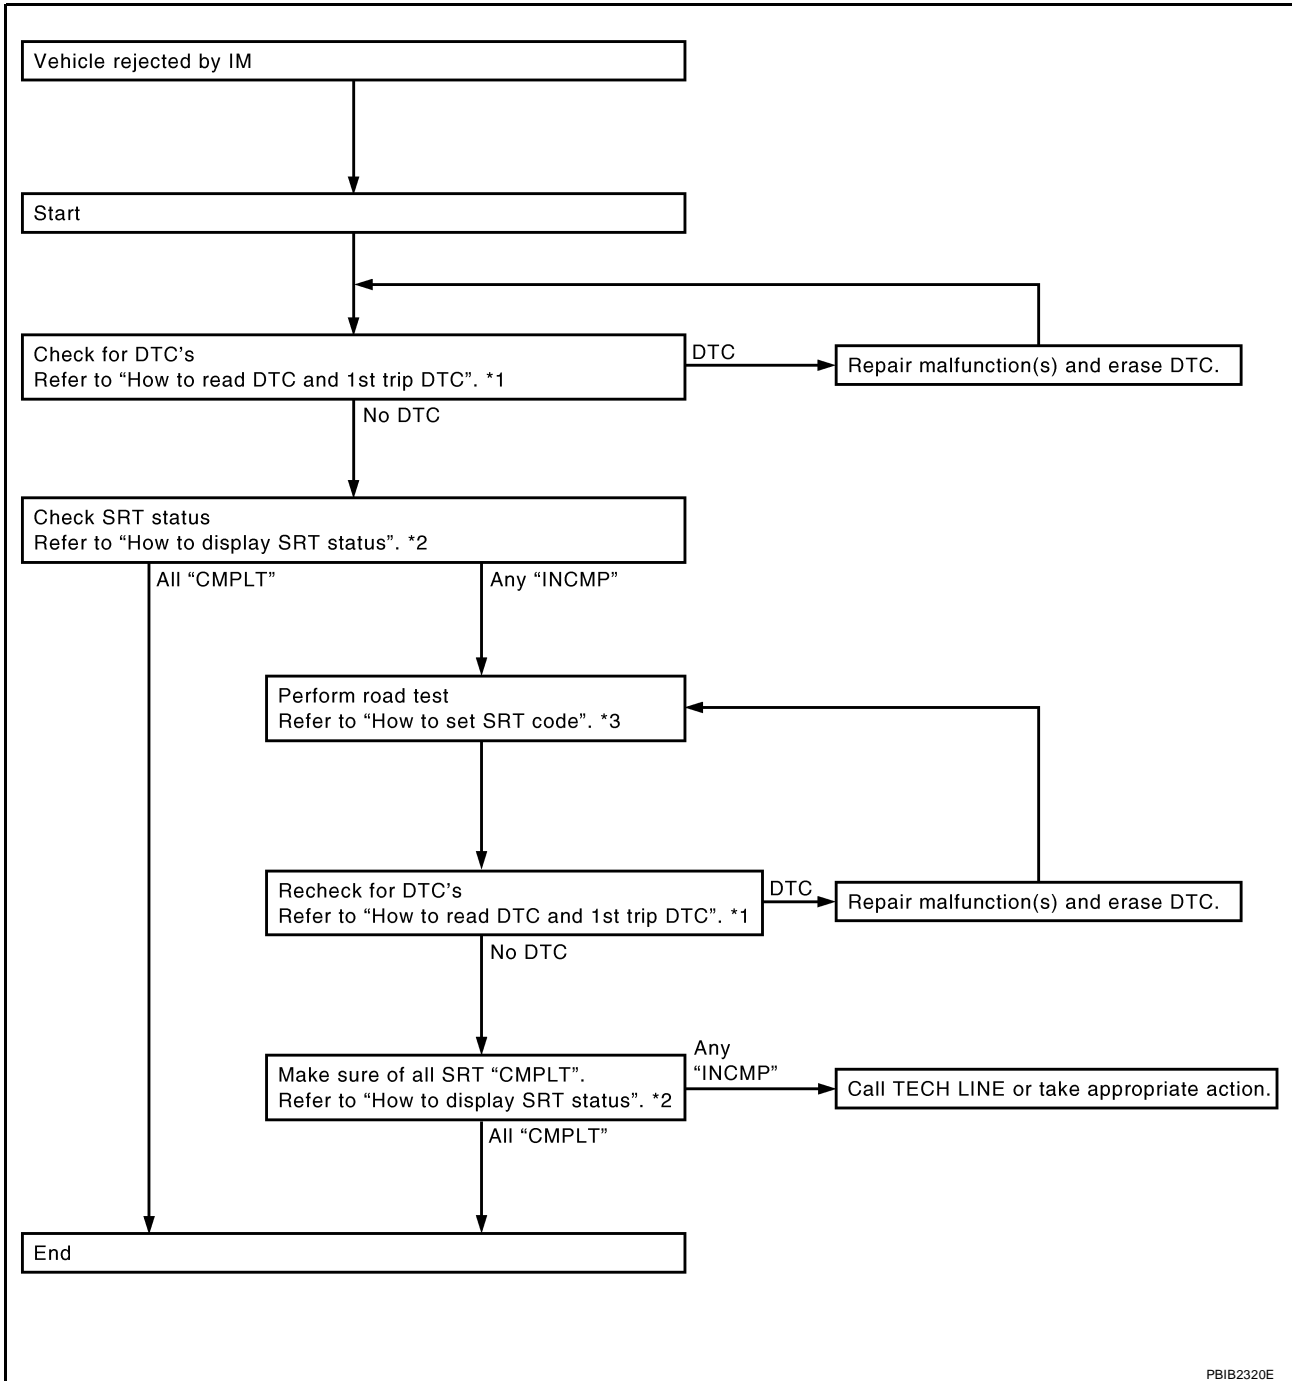 Vehicle rejected by IM
Start
Check for DTC's
Refer to “How to read DTC and 1st trip DTC”. *1
DTC
Repair malfunction(s) and erase DTC.
No DTC
Check SRT status
Refer to “How to display SRT status”. *2
All “CMPLT”
Any “INCMP”
Perform road test
Refer to “How to set SRT code”. *3
Recheck for DTC's
Refer to “How to read DTC and 1st trip DTC”. *1
DTC
Repair malfunction(s) and erase DTC.
No DTC
Make sure of all SRT “CMPLT”.
Refer to “How to display SRT status”. *2
Any
“INCMP”
Call TECH LINE or take appropriate action.
All “CMPLT”
End
PBIB2320E